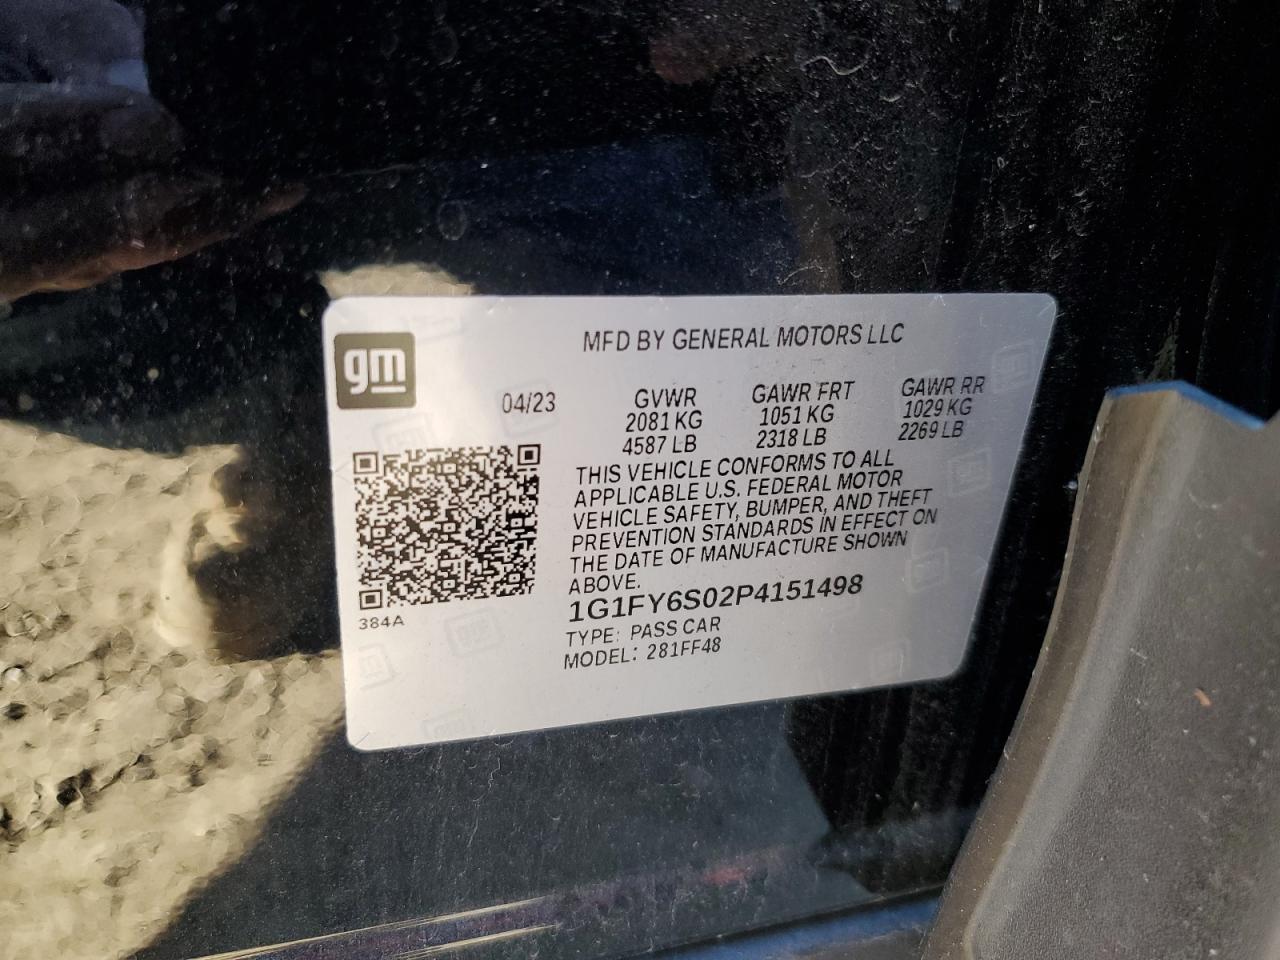 MFD BY GENERAL MOTORS LLC
gm
04/23
GVWR
2081 KG
4587 LB
GAWR FRT
1051 KG
2318 LB
GAWR RR
1029 KG
2269 LB
THIS VEHICLE CONFORMS TO ALL
APPLICABLE U.S. FEDERAL MOTOR
VEHICLE SAFETY, BUMPER, AND THEFT
PREVENTION STANDARDS IN EFFECT ON
THE DATE OF MANUFACTURE SHOWN
ABOVE.
1G1FY6S02P4151498
TYPE: PASS CAR
MODEL: 281FF48
384A